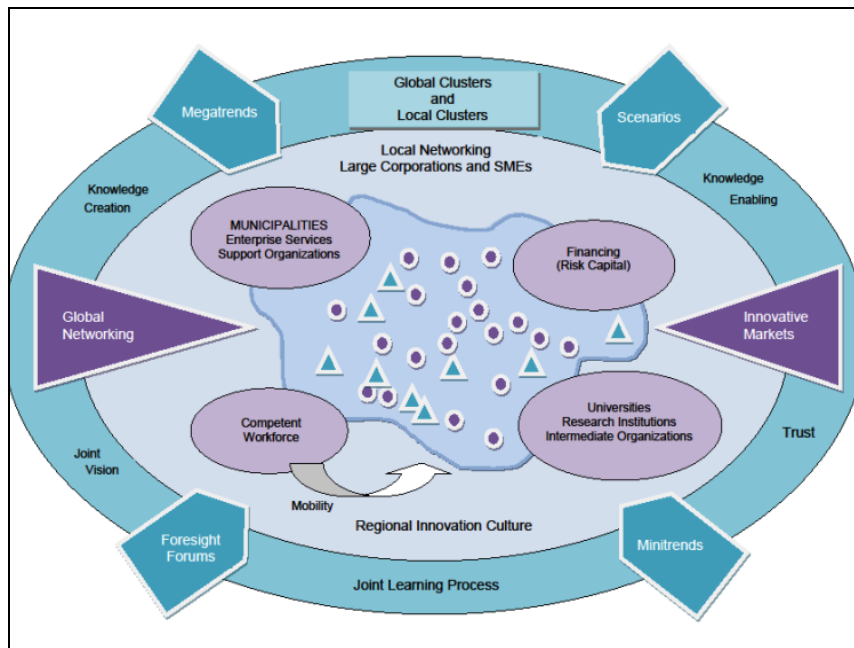 Global Clusters
and
Local Clusters
Megatrends
Scenarios
Local Networking
Large Corporations and SMEs
Knowledge
Creation
Knowledge
Enabling
MUNICIPALITIES
Enterprise Services
Support Organizations
Financing
(Risk Capital)
Global
Networking
Innovative
Markets
Competent
Workforce
Universities
Research Institutions
Intermediate Organizations
Trust
Joint
Vision
Mobility
Regional Innovation Culture
Foresight
Forums
Minitrends
Joint Learning Process